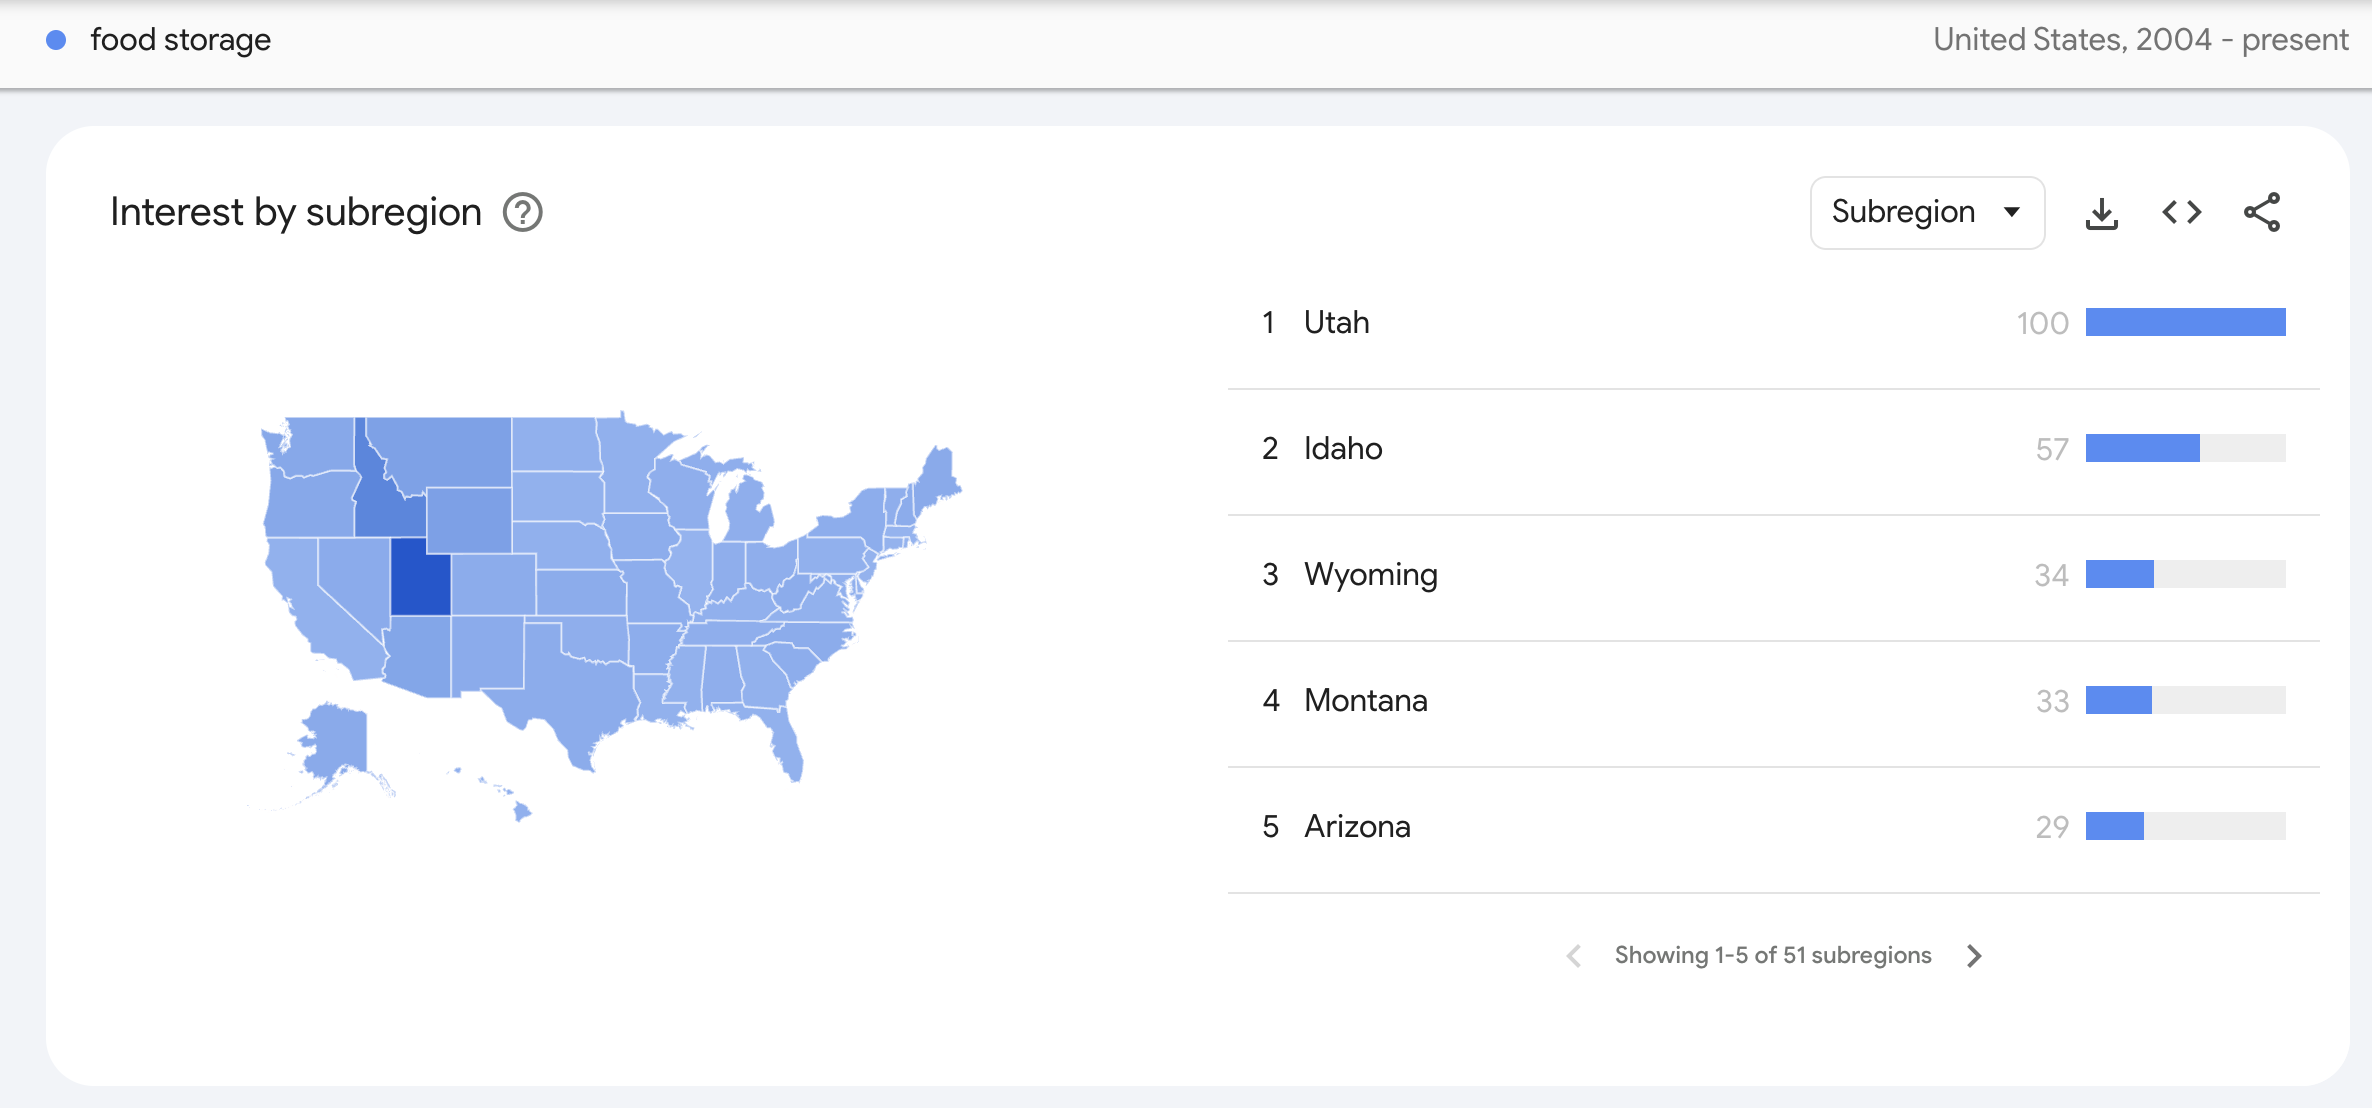 food storage
United States, 2004 - present
Interest by subregion
Subregion
1 Utah 100
2 Idaho 57
3 Wyoming 34
4 Montana 33
5 Arizona 29
Showing 1-5 of 51 subregions